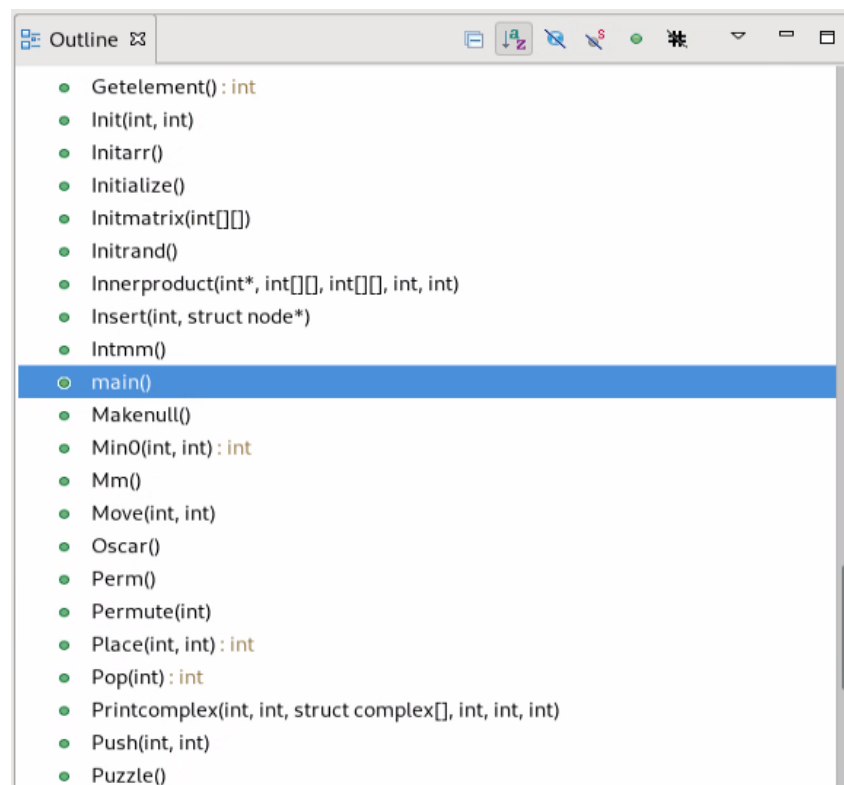 Outline
Getelement() : int
Init(int, int)
Initarr()
Initialize()
Initmatrix(int[][])
Initrand()
Innerproduct(int*, int[][], int[][], int, int)
Insert(int, struct node*)
Intmm()
main()
Makenull()
Min0(int, int) : int
Mm()
Move(int, int)
Oscar()
Perm()
Permute(int)
Place(int, int) : int
Pop(int) : int
Printcomplex(int, int, struct complex[], int, int, int)
Push(int, int)
Puzzle()